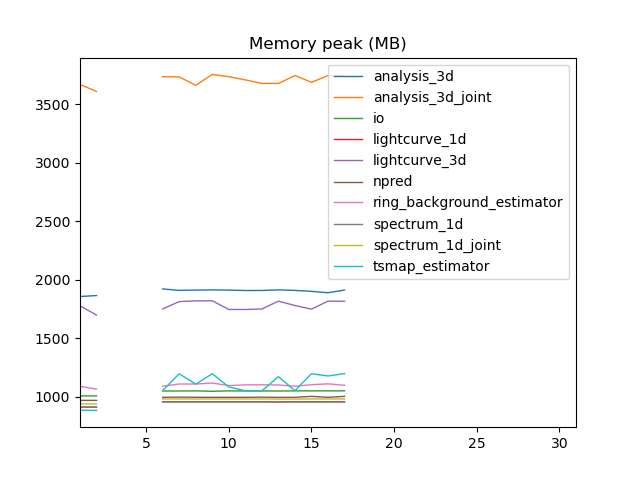 Memory peak (MB)
analysis_3d
analysis_3d_joint
io
lightcurve_1d
lightcurve_3d
npred
ring_background_estimator
spectrum_1d
spectrum_1d_joint
tsmap_estimator
3500
3000
2500
2000
1500
1000
5 10 15 20 25 30